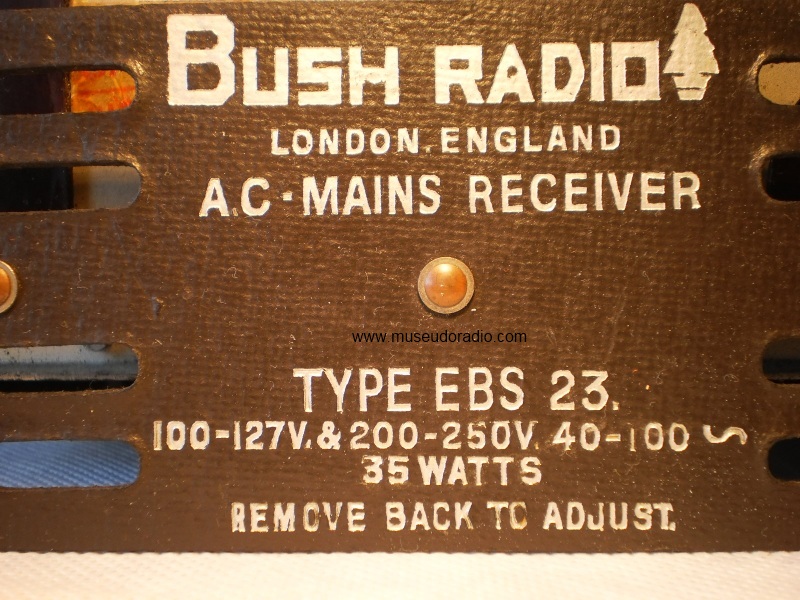 BUSH RADIO
LONDON. ENGLAND
A.C-MAINS RECEIVER
www.museudoradio.com
TYPE EBS 23.
100-127V. & 200-250V. 40-100 ~
35 WATTS
REMOVE BACK TO ADJUST.